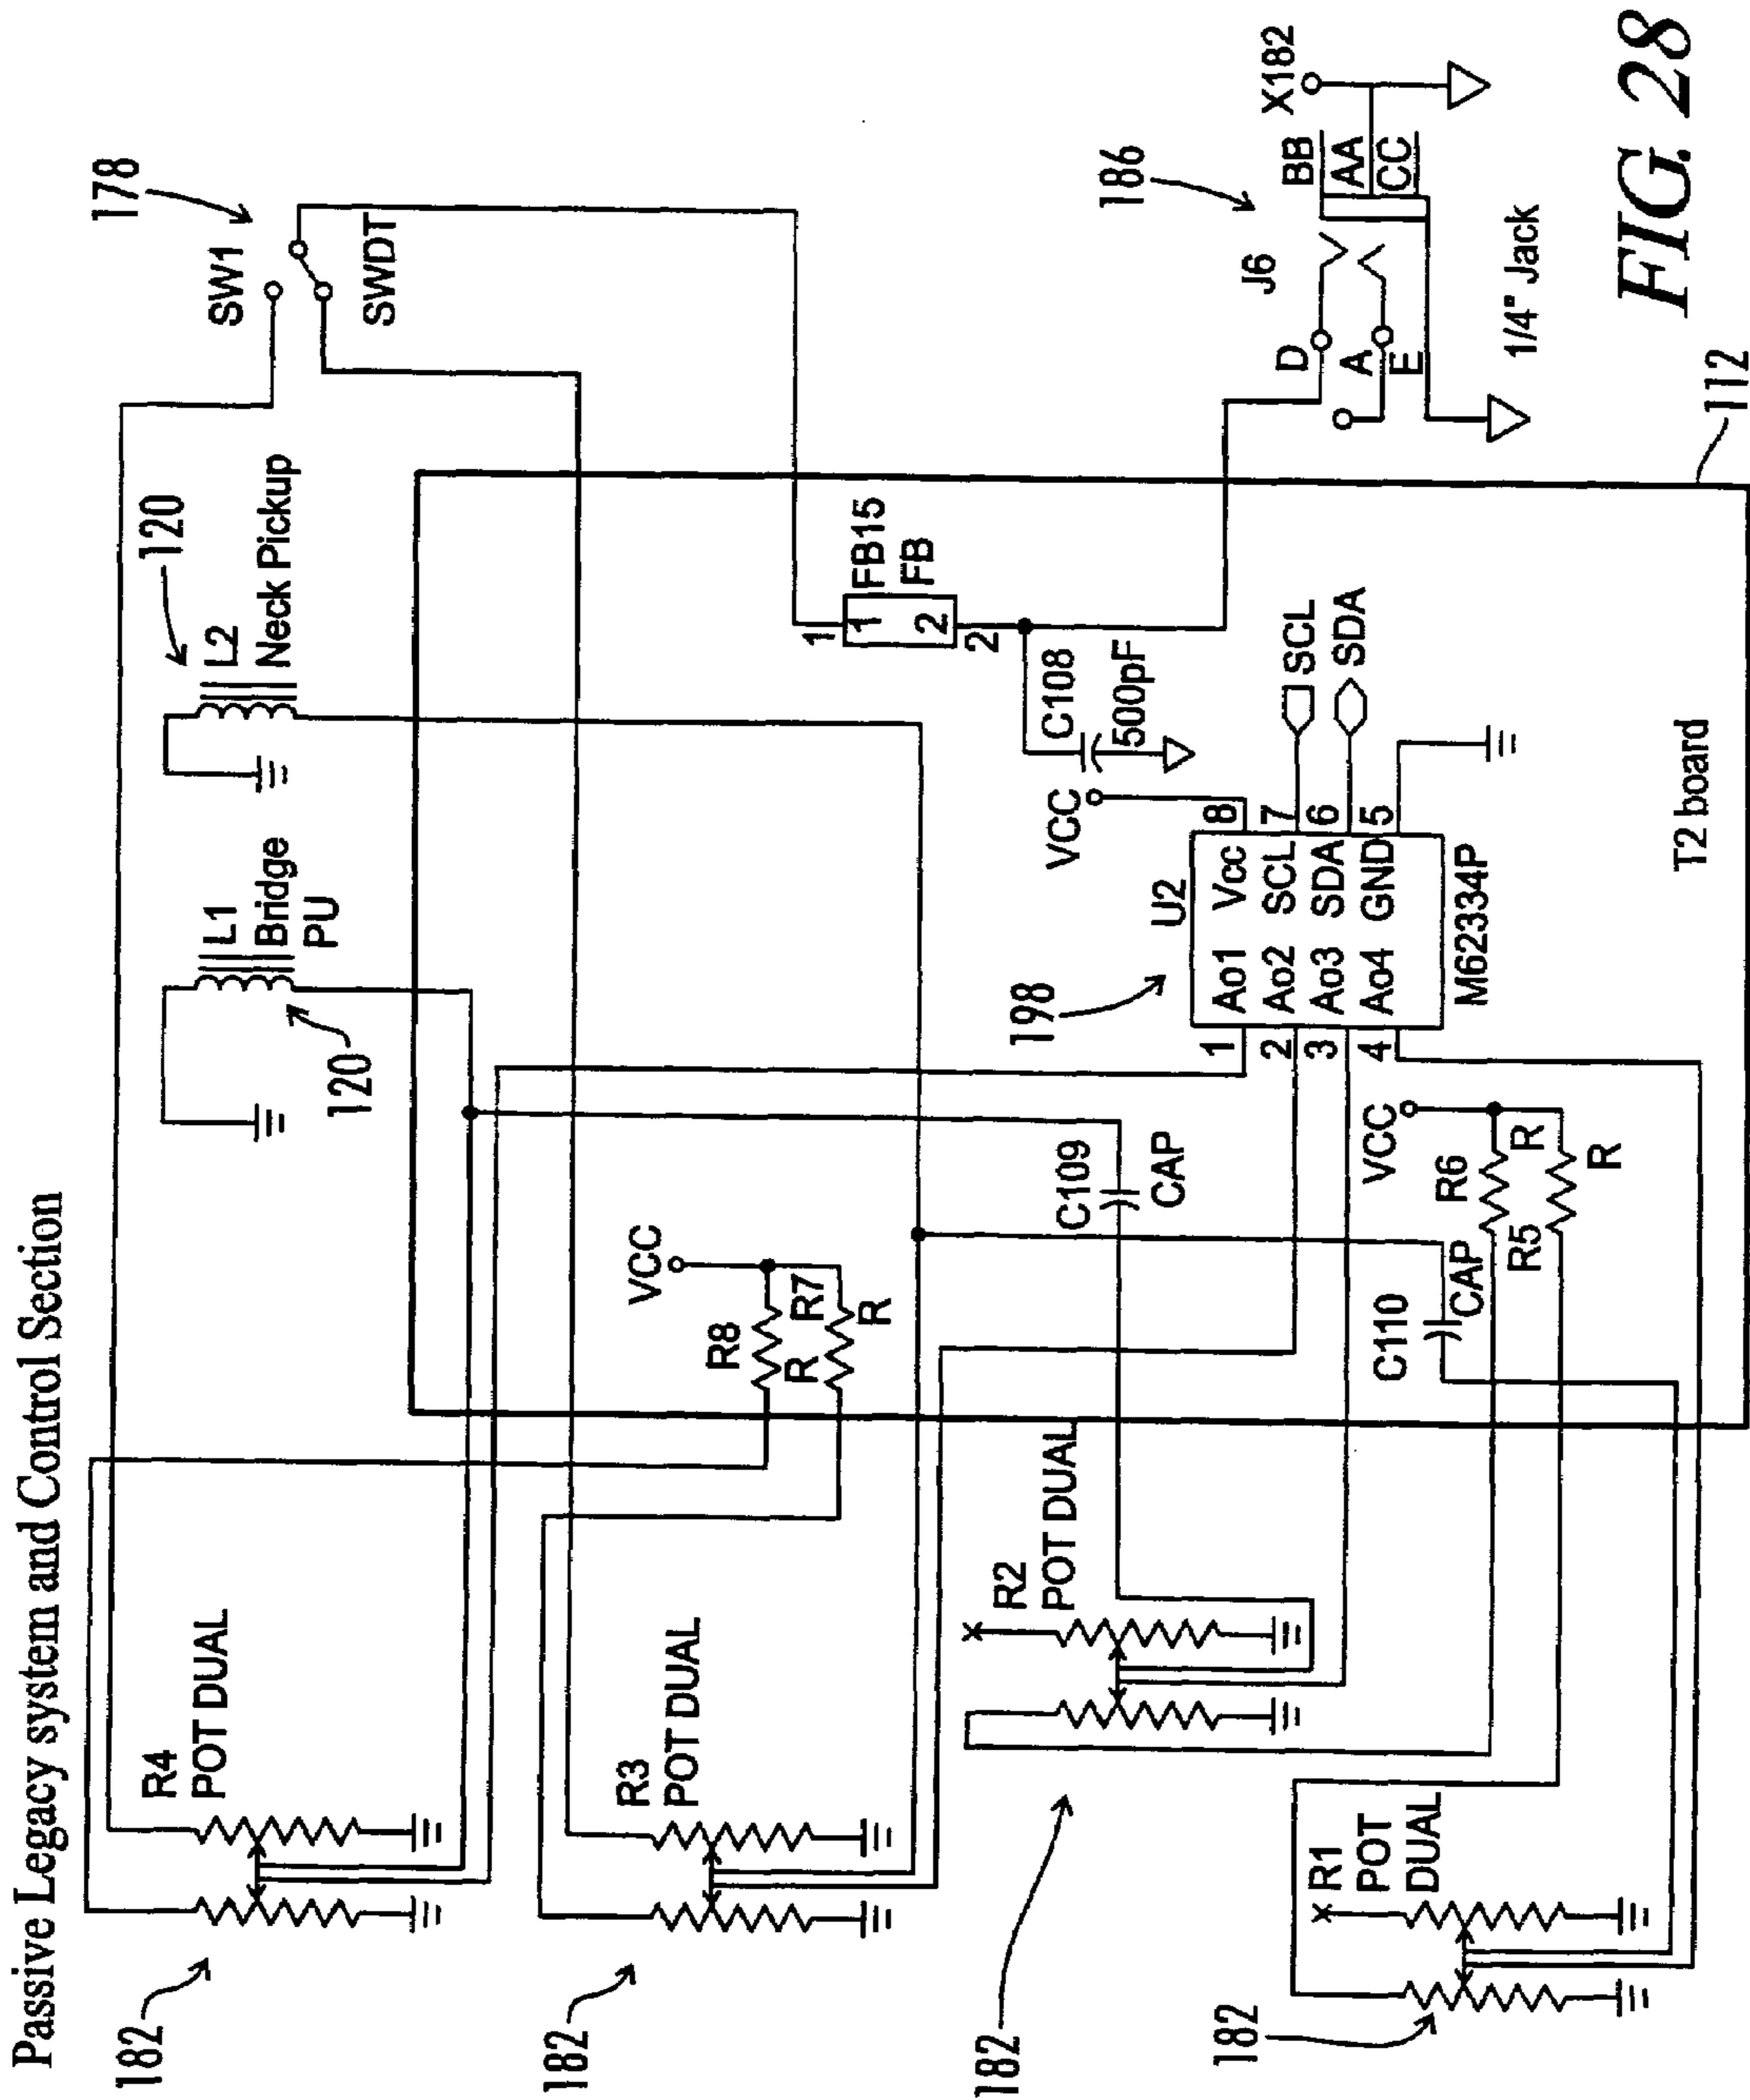 Passive Legacy system and Control Section
182
R4
POT DUAL
120
L1
Bridge
PU
120
L2
Neck Pickup
178
SW1
SWDT
182
R3
POT DUAL
VCC
R8
R
R7
R
1
1
FB15
FB
2
2
182
R2
POT DUAL
C109
CAP
198
U2
1
Ao1
Vcc
8
2
Ao2
SCL
7
3
Ao3
SDA
6
4
Ao4
GND
5
M62334P
VCC
C108
500pF
SCL
SDA
186
J6
D
A
E
BB
AA
CC
X182
1/4" Jack
182
R1
POT
DUAL
C110
CAP
VCC
R6
R
R5
R
T2 board
112
FIG. 28